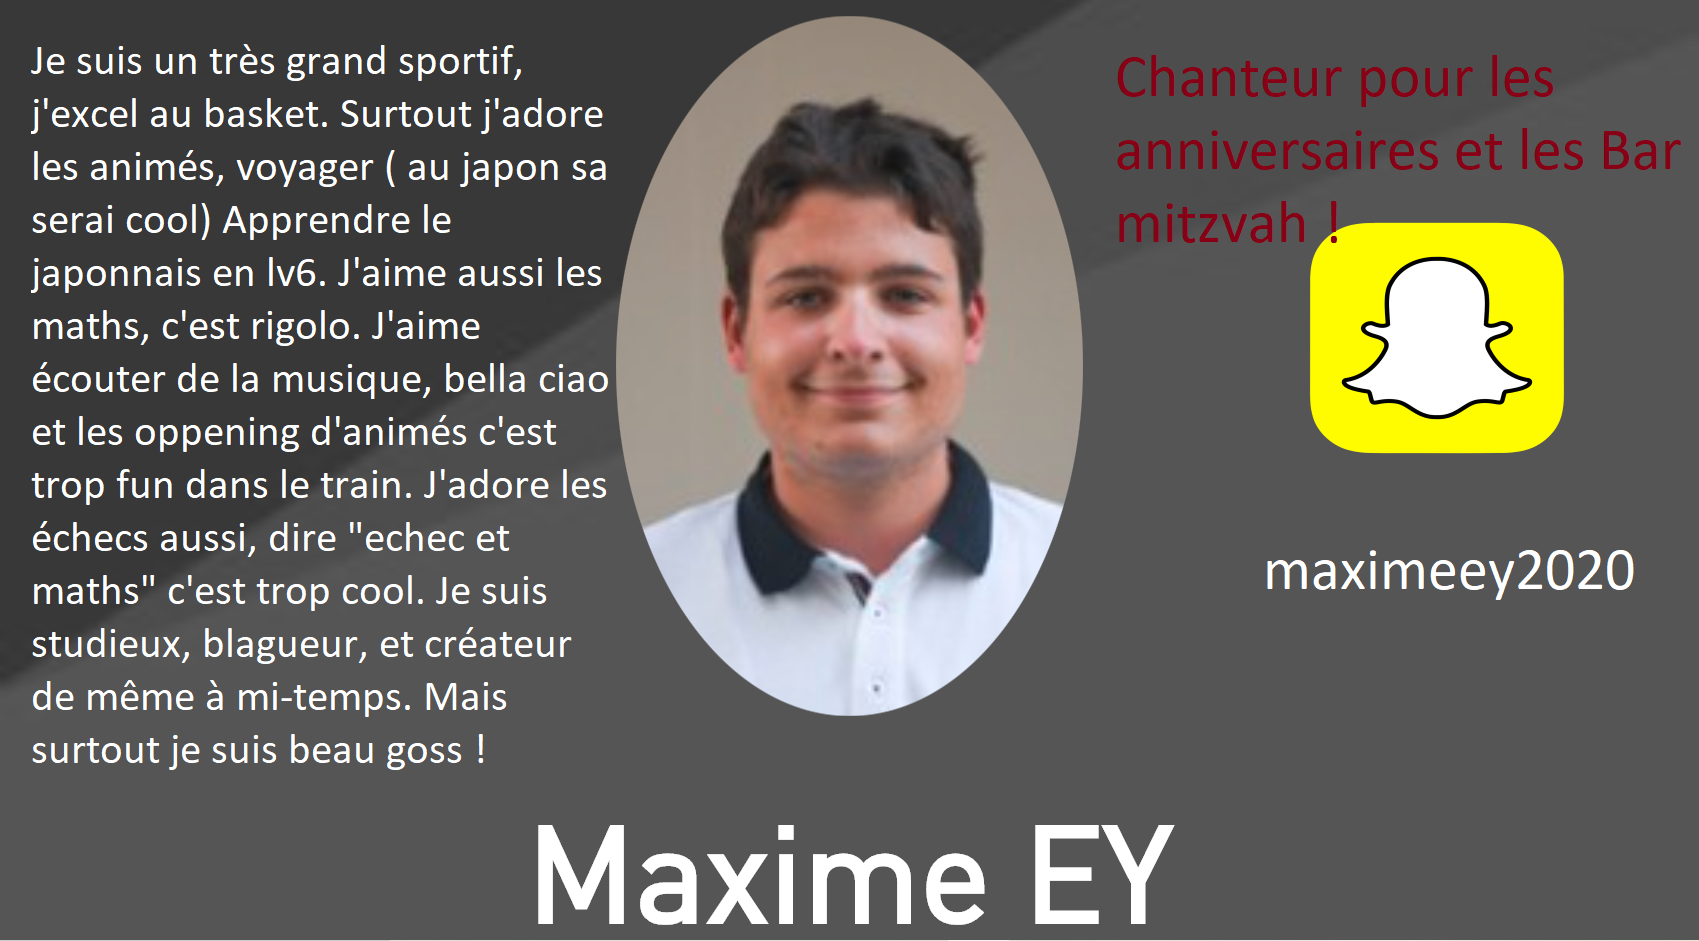 Je suis un très grand sportif,
j'excel au basket. Surtout j'adore
les animés, voyager ( au japon sa
serai cool) Apprendre le
japonnais en lv6. J'aime aussi les
maths, c'est rigolo. J'aime
écouter de la musique, bella ciao
et les oppening d'animés c'est
trop fun dans le train. J'adore les
échecs aussi, dire "echec et
maths" c'est trop cool. Je suis
studieux, blagueur, et créateur
de même à mi-temps. Mais
surtout je suis beau goss !
Chanteur pour les
anniversaires et les Bar
mitzvah !
maximeey2020
Maxime EY